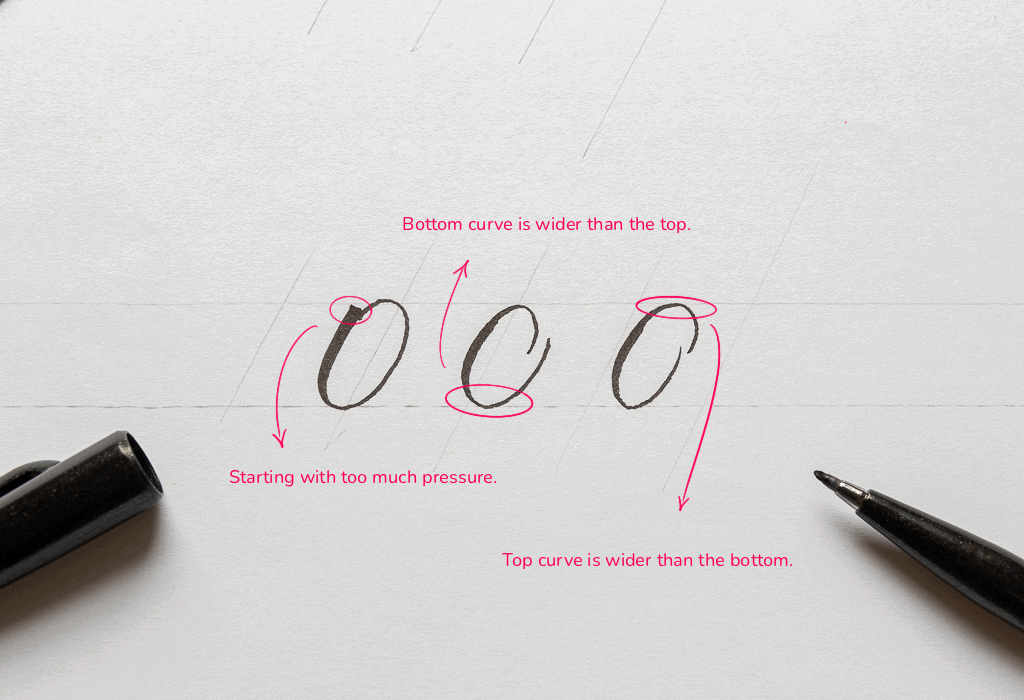 Bottom curve is wider than the top.
O O O
Starting with too much pressure.
Top curve is wider than the bottom.